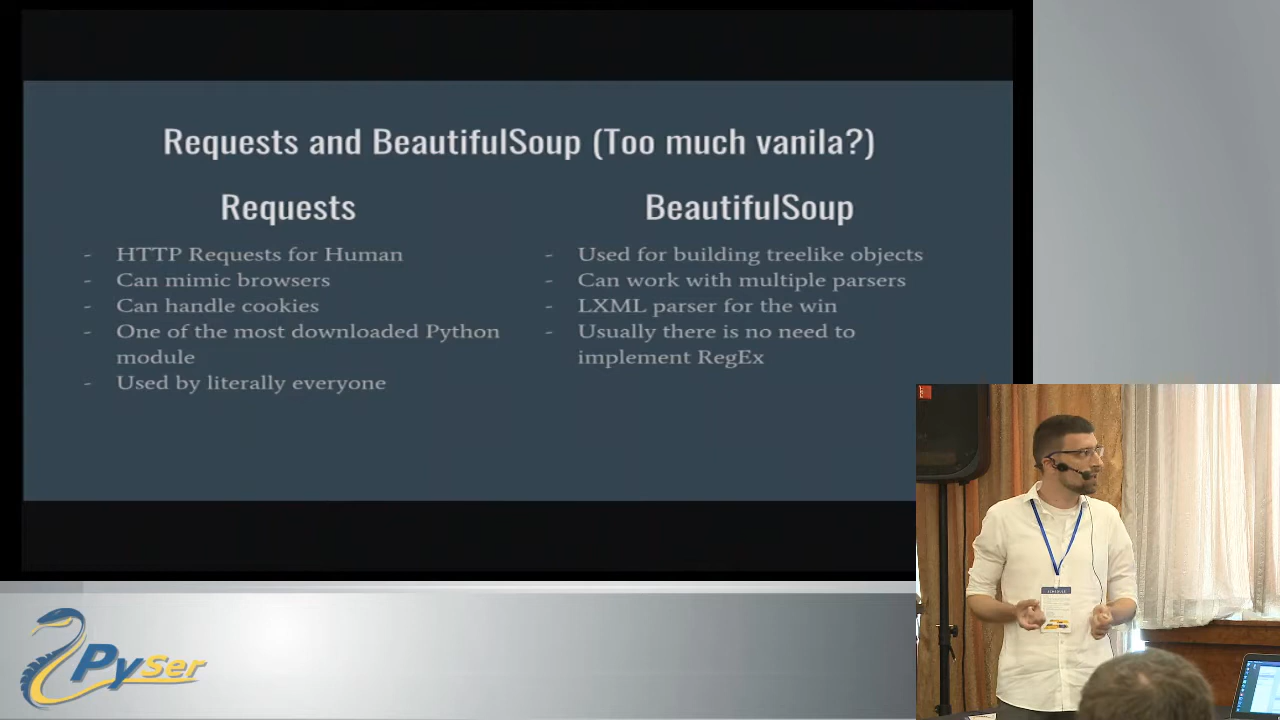 Requests and BeautifulSoup (Too much vanila?)
Requests
- HTTP Requests for Human
- Can mimic browsers
- Can handle cookies
- One of the most downloaded Python
module
- Used by literally everyone
BeautifulSoup
- Used for building treelike objects
- Can work with multiple parsers
- LXML parser for the win
- Usually there is no need to
implement RegEx
SCHEDULE
PySer